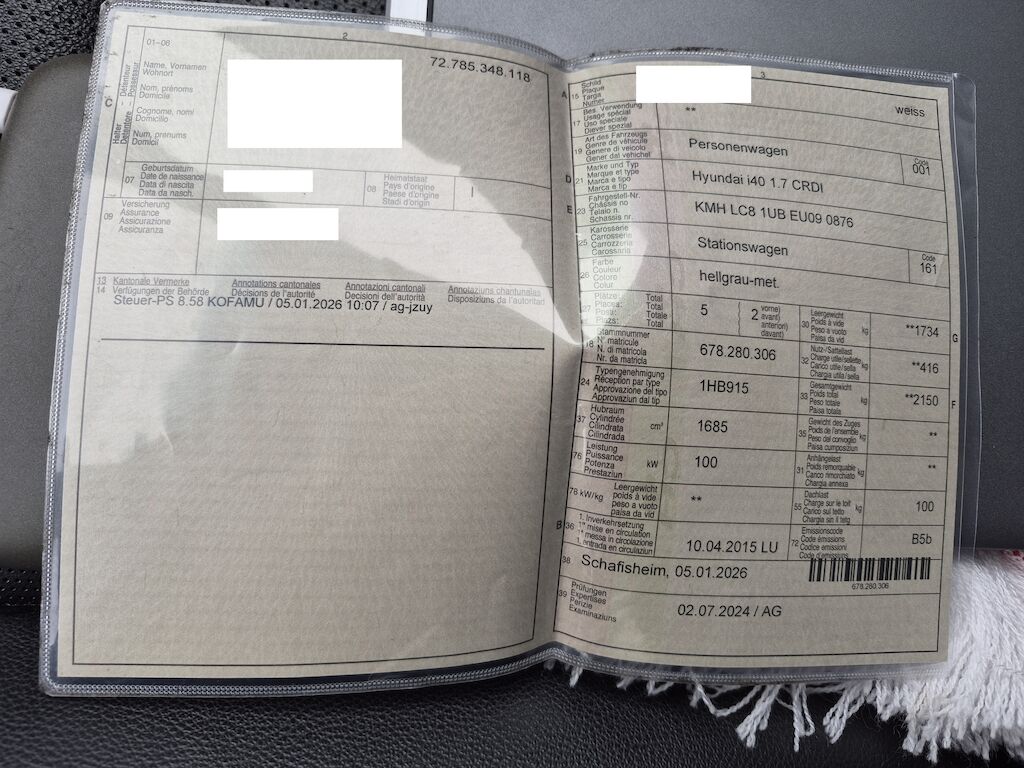 2
01-08
Name, Vornamen
Wohnort
Nom, prénoms
Domicile
Cognome, nomi
Domicilio
Num, prenums
Domicil
C
Halter
Détenteur
Detentore
Possessur
72.785.348.118
07
Geburtsdatum
Date de naissance
Data di nascita
Data da nasch.
08
Heimatstaat
Pays d'origine
Paese d'origine
Stadi d'origin
09
Versicherung
Assurance
Assicurazione
Assicuranza
13 Kantonale Vermerke Annotations cantonales Annotazioni cantonali Annotaziuns chantunalas
14 Verfügungen der Behörde Décisions de l'autorité Decisioni dell'autorità Disposiziuns da l'autoritad
Steuer-PS 8.58 KOFAMU / 05.01.2026 10:07 / ag-jzuy
3
A 15
Schild
Plaque
Targa
Numer
weiss
17
Bes. Verwendung
Usage spécial
Uso speciale
Diever spezial
**
19
Art des Fahrzeugs
Genre de véhicule
Genere di veicolo
Gener dal vehichel
Personenwagen
Code
001
D 21
Marke und Typ
Marque et type
Marca e tipo
Marca e tip
Hyundai i40 1.7 CRDI
E 23
Fahrgestell-Nr.
Châssis no
Telaio n.
Schassis nr.
KMH LC8 1UB EU09 0876
25
Karosserie
Carrosserie
Carrozzeria
Carossaria
Stationswagen
Code
161
26
Farbe
Couleur
Colore
Colur
hellgrau-met.
27
Plätze: Total
Places: Total
Posti: Totale
Plazs: Total
5
2
vorne)
avant)
anteriori)
davant)
30
Leergewicht
Poids à vide
Peso a vuoto
Paisa da vid
kg
**1734
G
18
Stammnummer
N° matricule
N. di matricola
Nr. da matricla
678.280.306
32
Nutz-/Sattellast
Charge utile/sellette
Carico utile/sella
Chargia utila/sella
kg
**416
24
Typengenehmigung
Réception par type
Approvazione del tipo
Approvaziun dal tip
1HB915
33
Gesamtgewicht
Poids total
Peso totale
Paisa totala
kg
**2150
F
37
Hubraum
Cylindrée
Cilindrata
Cilindrada
cm³
1685
35
Gewicht des Zuges
Poids de l'ensemble
Peso del convoglio
Paisa cumposiziun
kg
**
76
Leistung
Puissance
Potenza
Prestaziun
kW
100
31
Anhängelast
Poids remorquable
Carico rimorchiato
Chargia annexa
kg
**
78 kW/kg
Leergewicht
poids à vide
peso a vuoto
paisa da vid
**
55
Dachlast
Charge sur le toit
Carico sul tetto
Chargia sin il tetg
kg
100
B 36
1. Inverkehrsetzung
1re mise en circulation
1a messa in circolazione
1. entrada en circulaziun
10.04.2015 LU
72
Emissionscode
Code émissions
Codice emissioni
Code d'emissiuns
B5b
38
Schafisheim, 05.01.2026
678.280.306
39
Prüfungen
Expertises
Perizie
Examinaziuns
02.07.2024 / AG